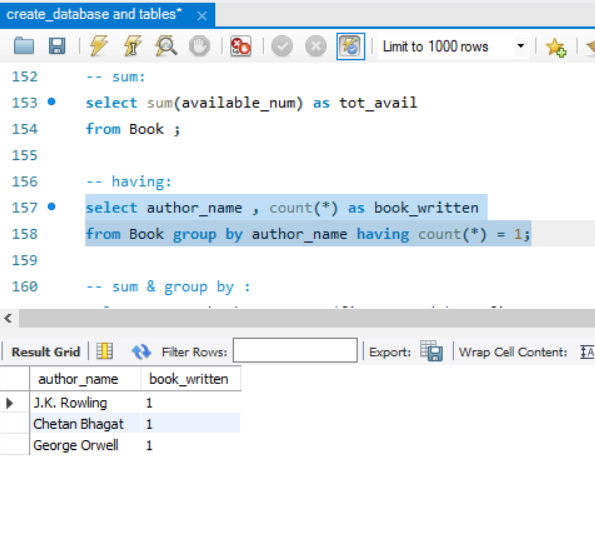 create_database and tables*
Limit to 1000 rows
152 -- sum:
153 select sum(available_num) as tot_avail
154 from Book ;
155
156 -- having:
157 select author_name , count(*) as book_written
158 from Book group by author_name having count(*) = 1;
159
160 -- sum & group by :
Result Grid Filter Rows: Export: Wrap Cell Content:
author_name book_written
J.K. Rowling 1
Chetan Bhagat 1
George Orwell 1